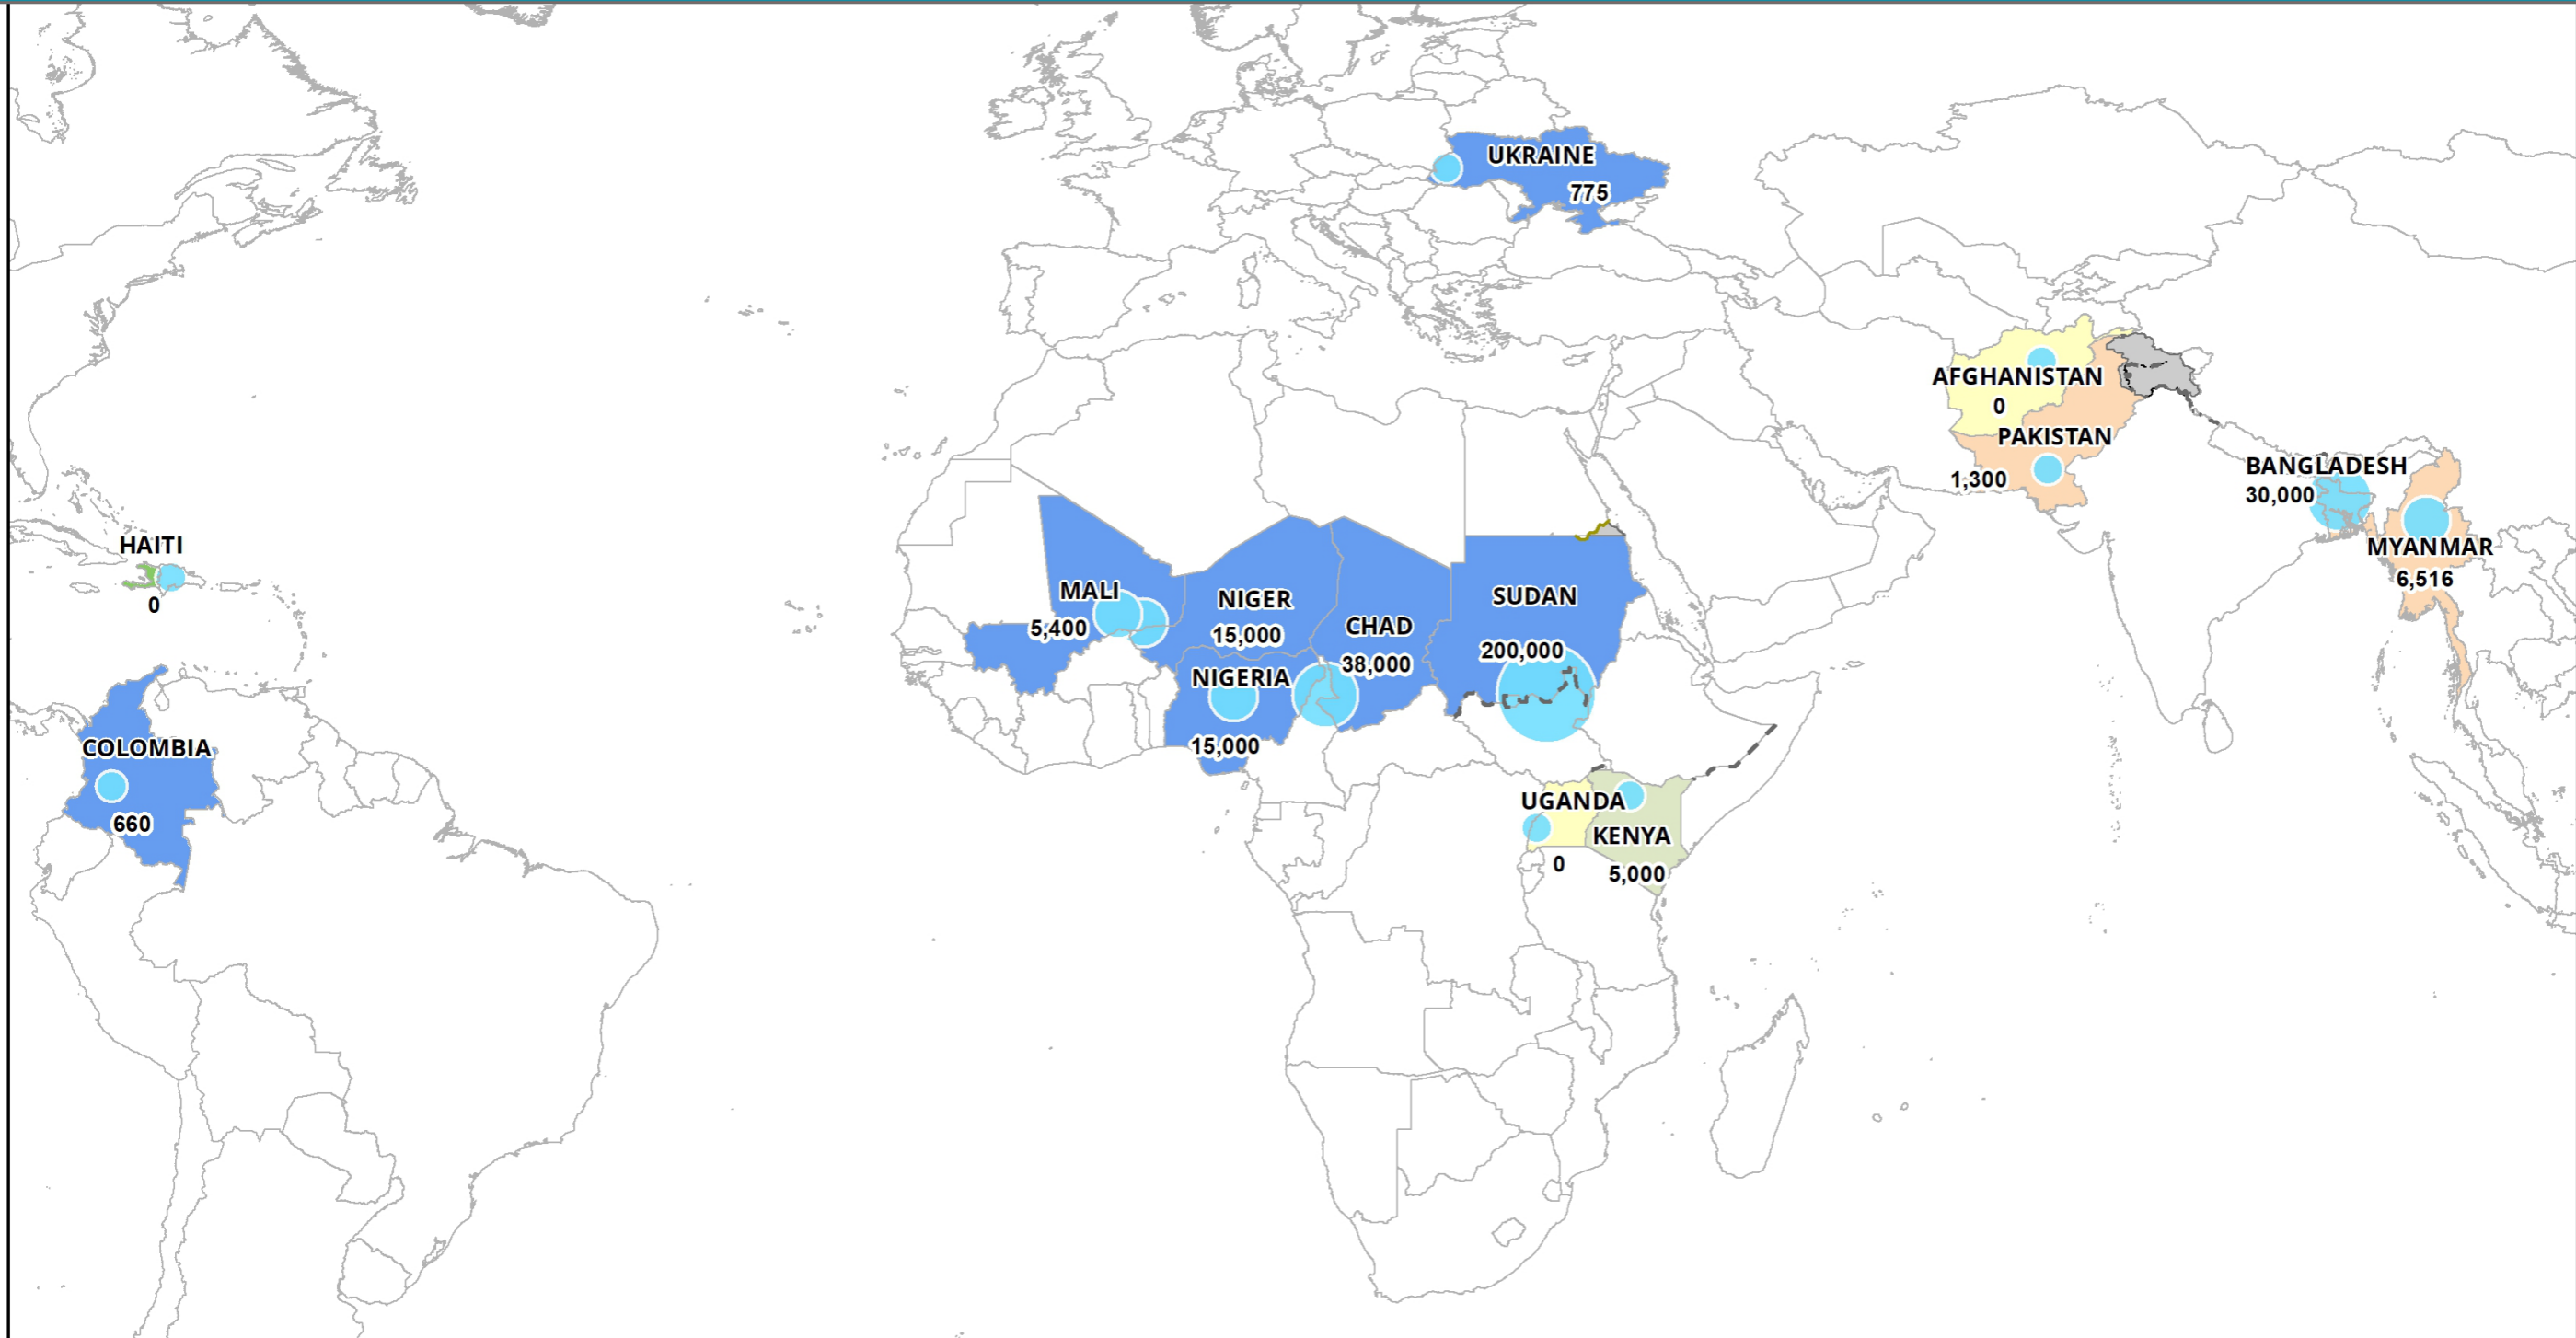 UKRAINE
775
AFGHANISTAN
0
PAKISTAN
1,300
BANGLADESH
30,000
MYANMAR
6,516
HAITI
0
MALI
5,400
NIGER
15,000
CHAD
38,000
SUDAN
200,000
NIGERIA
15,000
COLOMBIA
660
UGANDA
0
KENYA
5,000